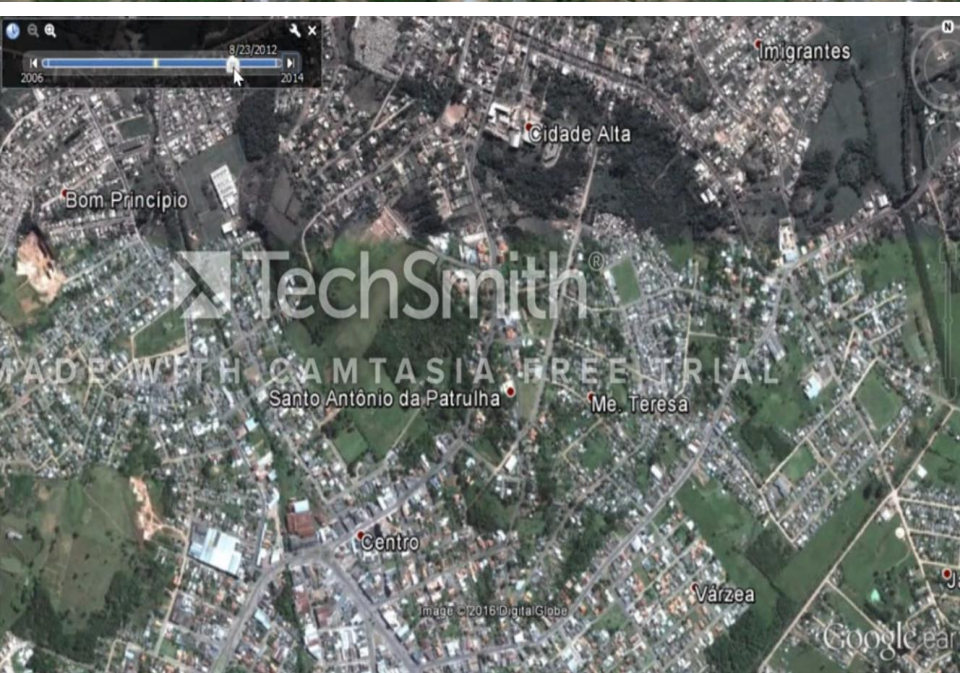 8/23/2012
2006
2014
N
Imigrantes
Cidade Alta
Bom Princípio
TechSmith®
MADE WITH CAMTASIA FREE TRIAL
Santo Antônio da Patrulha
Me. Teresa
Centro
Várzea
Image © 2016 DigitalGlobe
Google ear